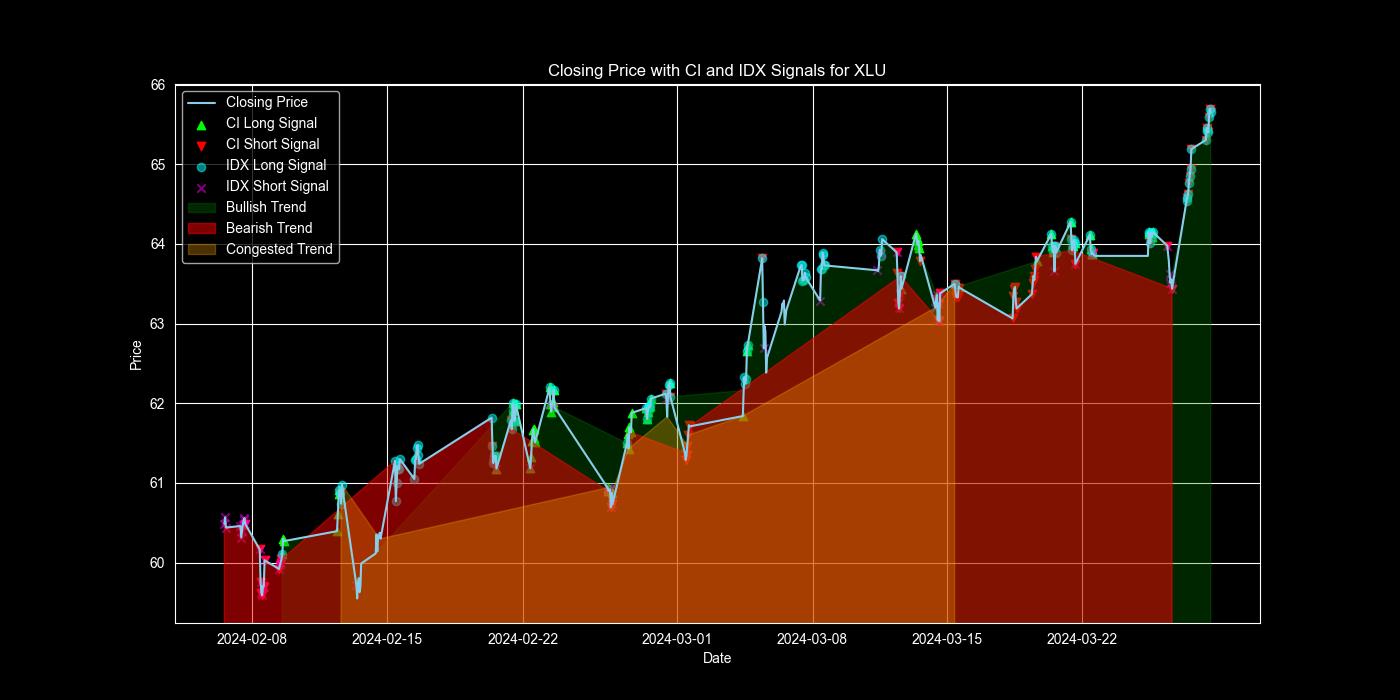 Closing Price with CI and IDX Signals for XLU
66
65
64
63
62
61
60
Price
Closing Price
CI Long Signal
CI Short Signal
IDX Long Signal
IDX Short Signal
Bullish Trend
Bearish Trend
Congested Trend
2024-02-08 2024-02-15 2024-02-22 2024-03-01 2024-03-08 2024-03-15 2024-03-22
Date